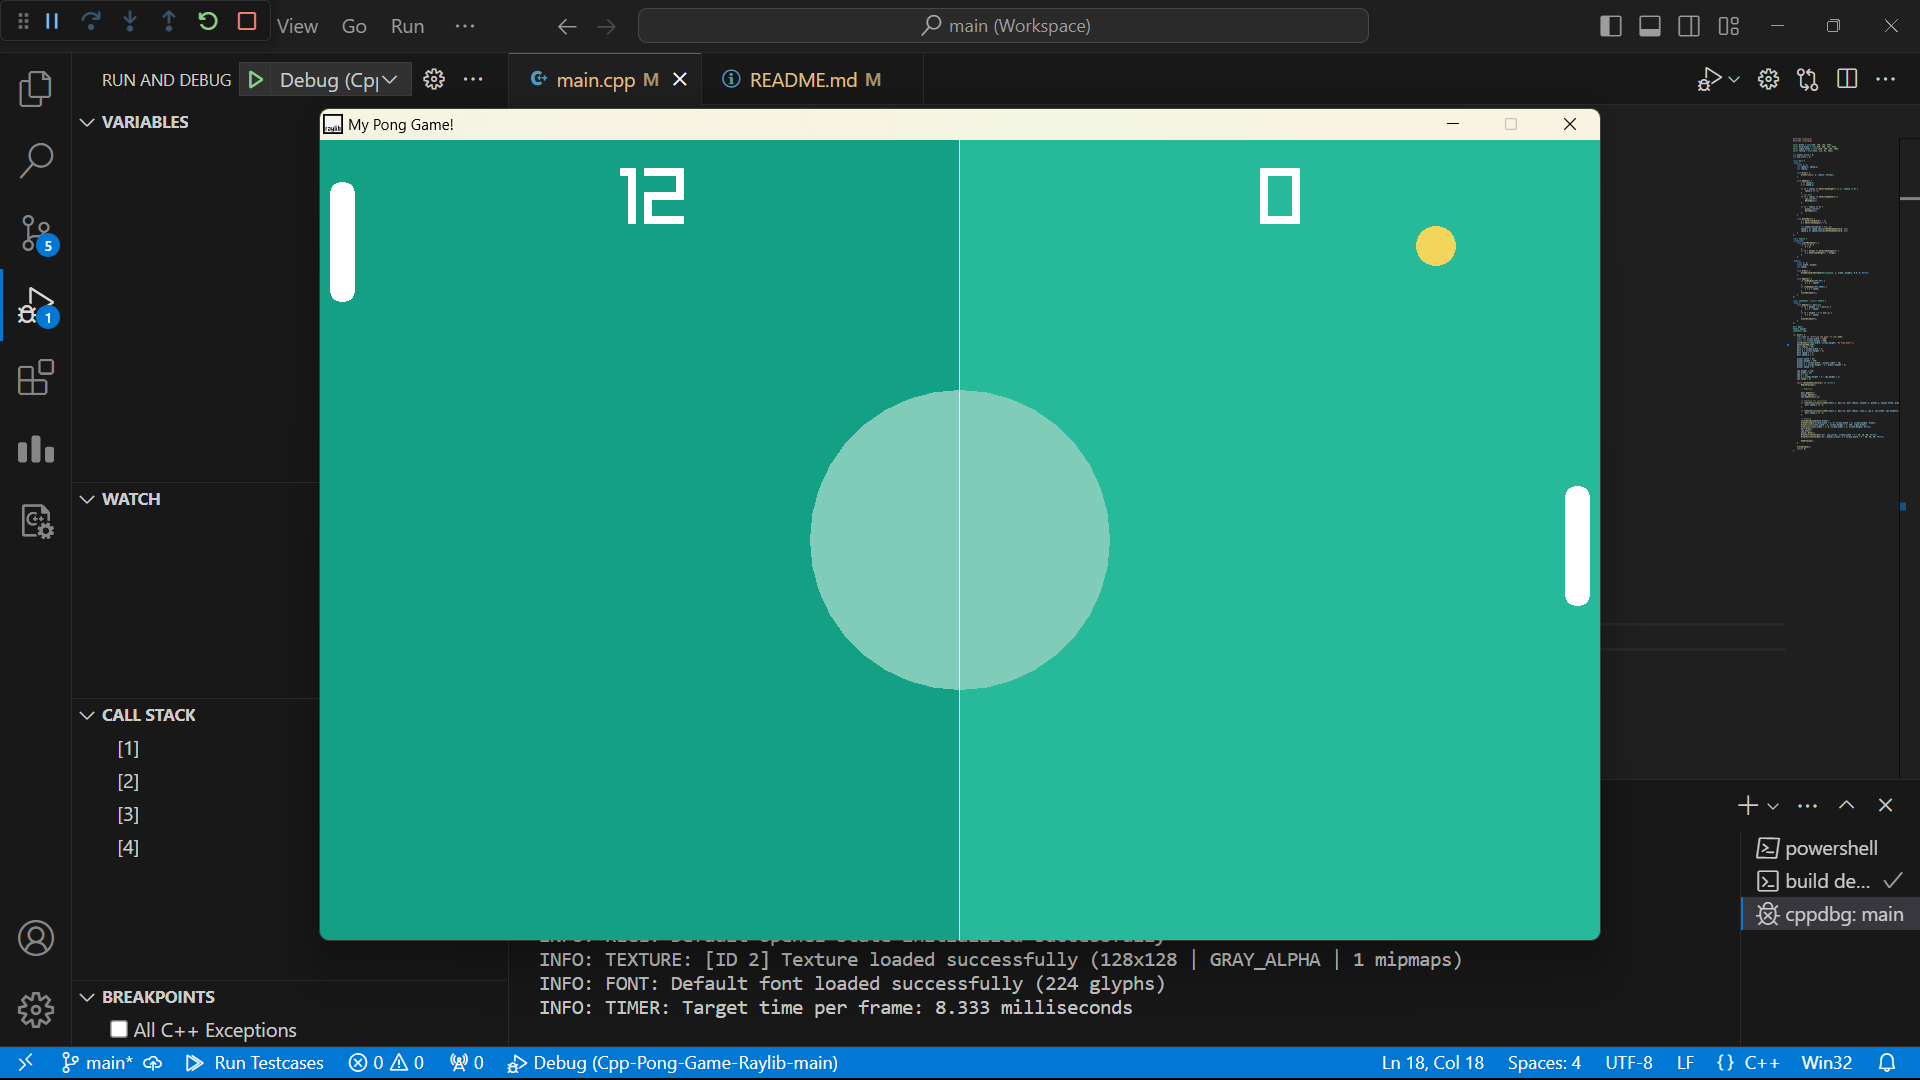 View Go Run ···
main (Workspace)
RUN AND DEBUG
Debug (Cp
main.cpp M
README.md M
VARIABLES
raylib
My Pong Game!
12
0
5
1
WATCH
CALL STACK
[1]
[2]
[3]
[4]
powershell
build de...
cppdbg: main
INFO: TEXTURE: [ID 2] Texture loaded successfully (128x128 | GRAY_ALPHA | 1 mipmaps)
INFO: FONT: Default font loaded successfully (224 glyphs)
INFO: TIMER: Target time per frame: 8.333 milliseconds
BREAKPOINTS
All C++ Exceptions
main* Run Testcases 0 0 0 Debug (Cpp-Pong-Game-Raylib-main) Ln 18, Col 18 Spaces: 4 UTF-8 LF {} C++ Win32